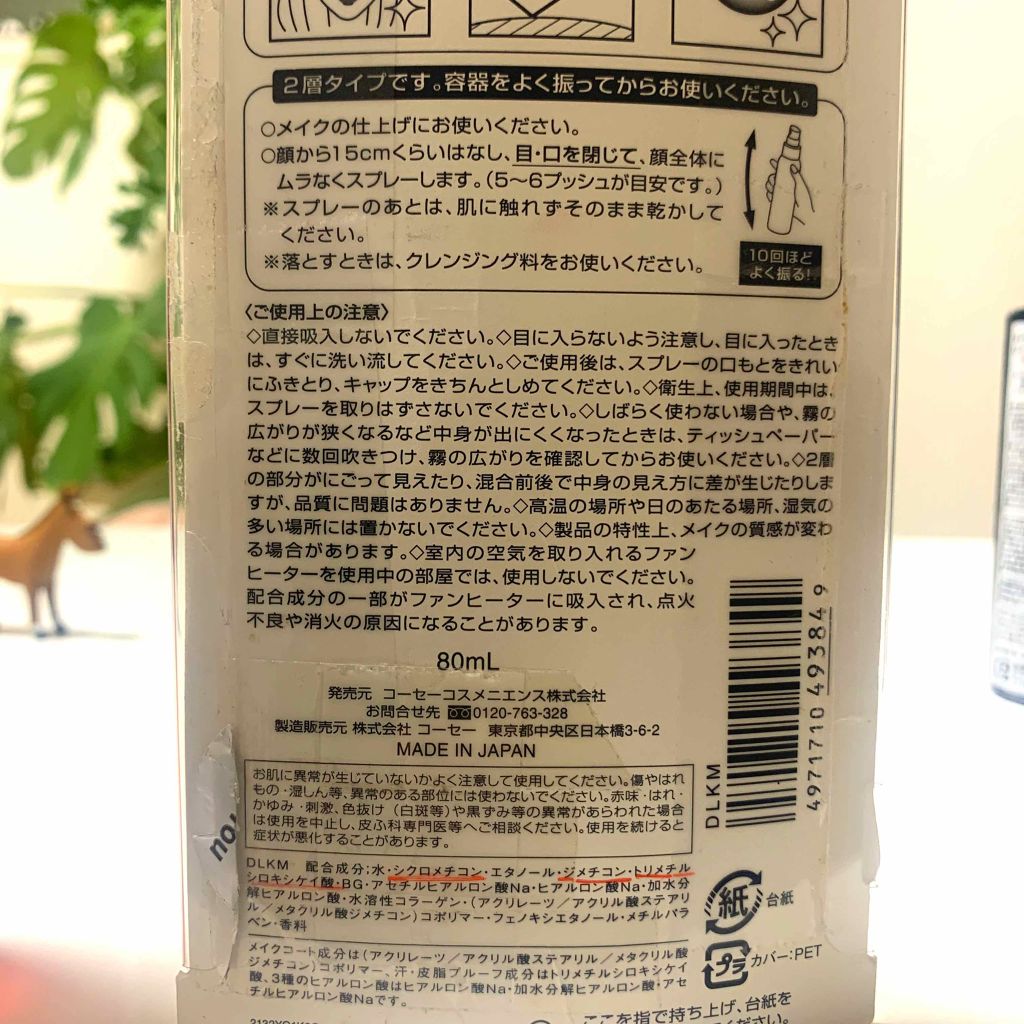 2層タイプです。容器をよく振ってからお使いください。
○メイクの仕上げにお使いください。
○顔から15cmくらいはなし、目・口を閉じて、顔全体に
ムラなくスプレーします。(5〜6プッシュが目安です。)
※スプレーのあとは、肌に触れずそのまま乾かして
ください。
※落とすときは、クレンジング料をお使いください。
10回ほど
よく振る!
〈ご使用上の注意〉
◇直接吸入しないでください。◇目に入らないよう注意し、目に入ったとき
は、すぐに洗い流してください。◇ご使用後は、スプレーの口もとをきれい
にふきとり、キャップをきちんとしめてください。◇衛生上、使用期間中は、
スプレーを取りはずさないでください。◇しばらく使わない場合や、霧の
広がりが狭くなるなど中身が出にくくなったときは、ティッシュペーパー
などに数回吹きつけ、霧の広がりを確認してからお使いください。◇2層
の部分がにごって見えたり、混合前後で中身の見え方に差が生じたりしま
すが、品質に問題はありません。◇高温の場所や日のあたる場所、湿気の
多い場所には置かないでください。◇製品の特性上、メイクの質感が変わ
る場合があります。◇室内の空気を取り入れるファン
ヒーターを使用中の部屋では、使用しないでください。
配合成分の一部がファンヒーターに吸入され、点火
不良や消火の原因になることがあります。
80mL
発売元 コーセーコスメニエンス株式会社
お問合せ先 0120-763-328
製造販売元 株式会社 コーセー 東京都中央区日本橋3-6-2
MADE IN JAPAN
お肌に異常が生じていないかよく注意して使用してください。傷やはれ
もの・湿しん等、異常のある部位には使わないでください。赤味・はれ・
かゆみ・刺激、色抜け(白斑等)や黒ずみ等の異常があらわれた場合
は使用を中止し、皮ふ科専門医等へご相談ください。使用を続けると
症状が悪化することがあります。
DLKM 配合成分;水・シクロメチコン・エタノール・ジメチコン・トリメチル
シロキシケイ酸・BG・アセチルヒアルロン酸Na・ヒアルロン酸Na・加水分
解ヒアルロン酸・水溶性コラーゲン・(アクリレーツ/アクリル酸ステアリ
ル/メタクリル酸ジメチコン)コポリマー・フェノキシエタノール・メチルパラ
ベン・香料
メイクコート成分は(アクリレーツ/アクリル酸ステアリル/メタクリル酸
ジメチコン)コポリマー、汗・皮脂プルーフ成分はトリメチルシロキシケイ
酸、3種のヒアルロン酸はヒアルロン酸Na・加水分解ヒアルロン酸・アセ
チルヒアルロン酸Naです。
DLKM
4971710 493849
紙
台紙
プラ
カバー:PET
ここを指で持ち上げ、台紙を